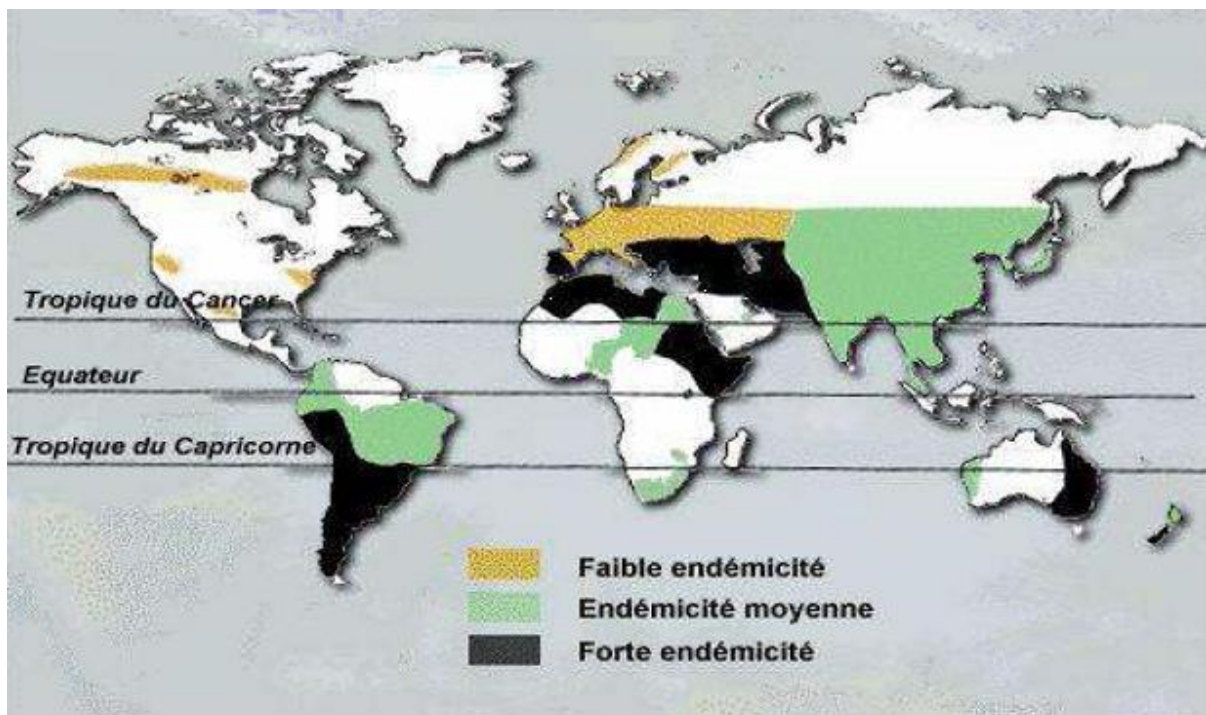 Tropique du Cancer
Equateur
Tropique du Capricorne
Faible endémicité
Endémicité moyenne
Forte endémicité